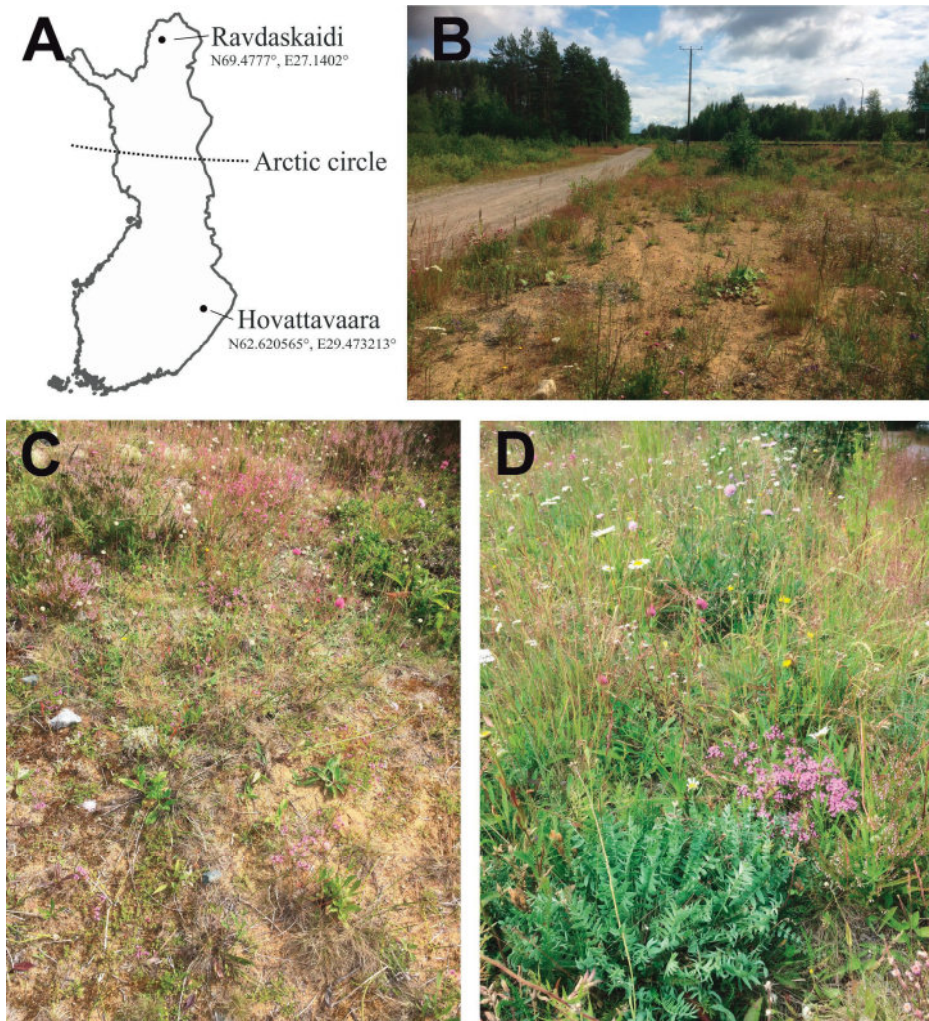 A
Ravdaskaidi
N69.4777°, E27.1402°
Arctic circle
Hovattavaara
N62.620565°, E29.473213°
B
C
D